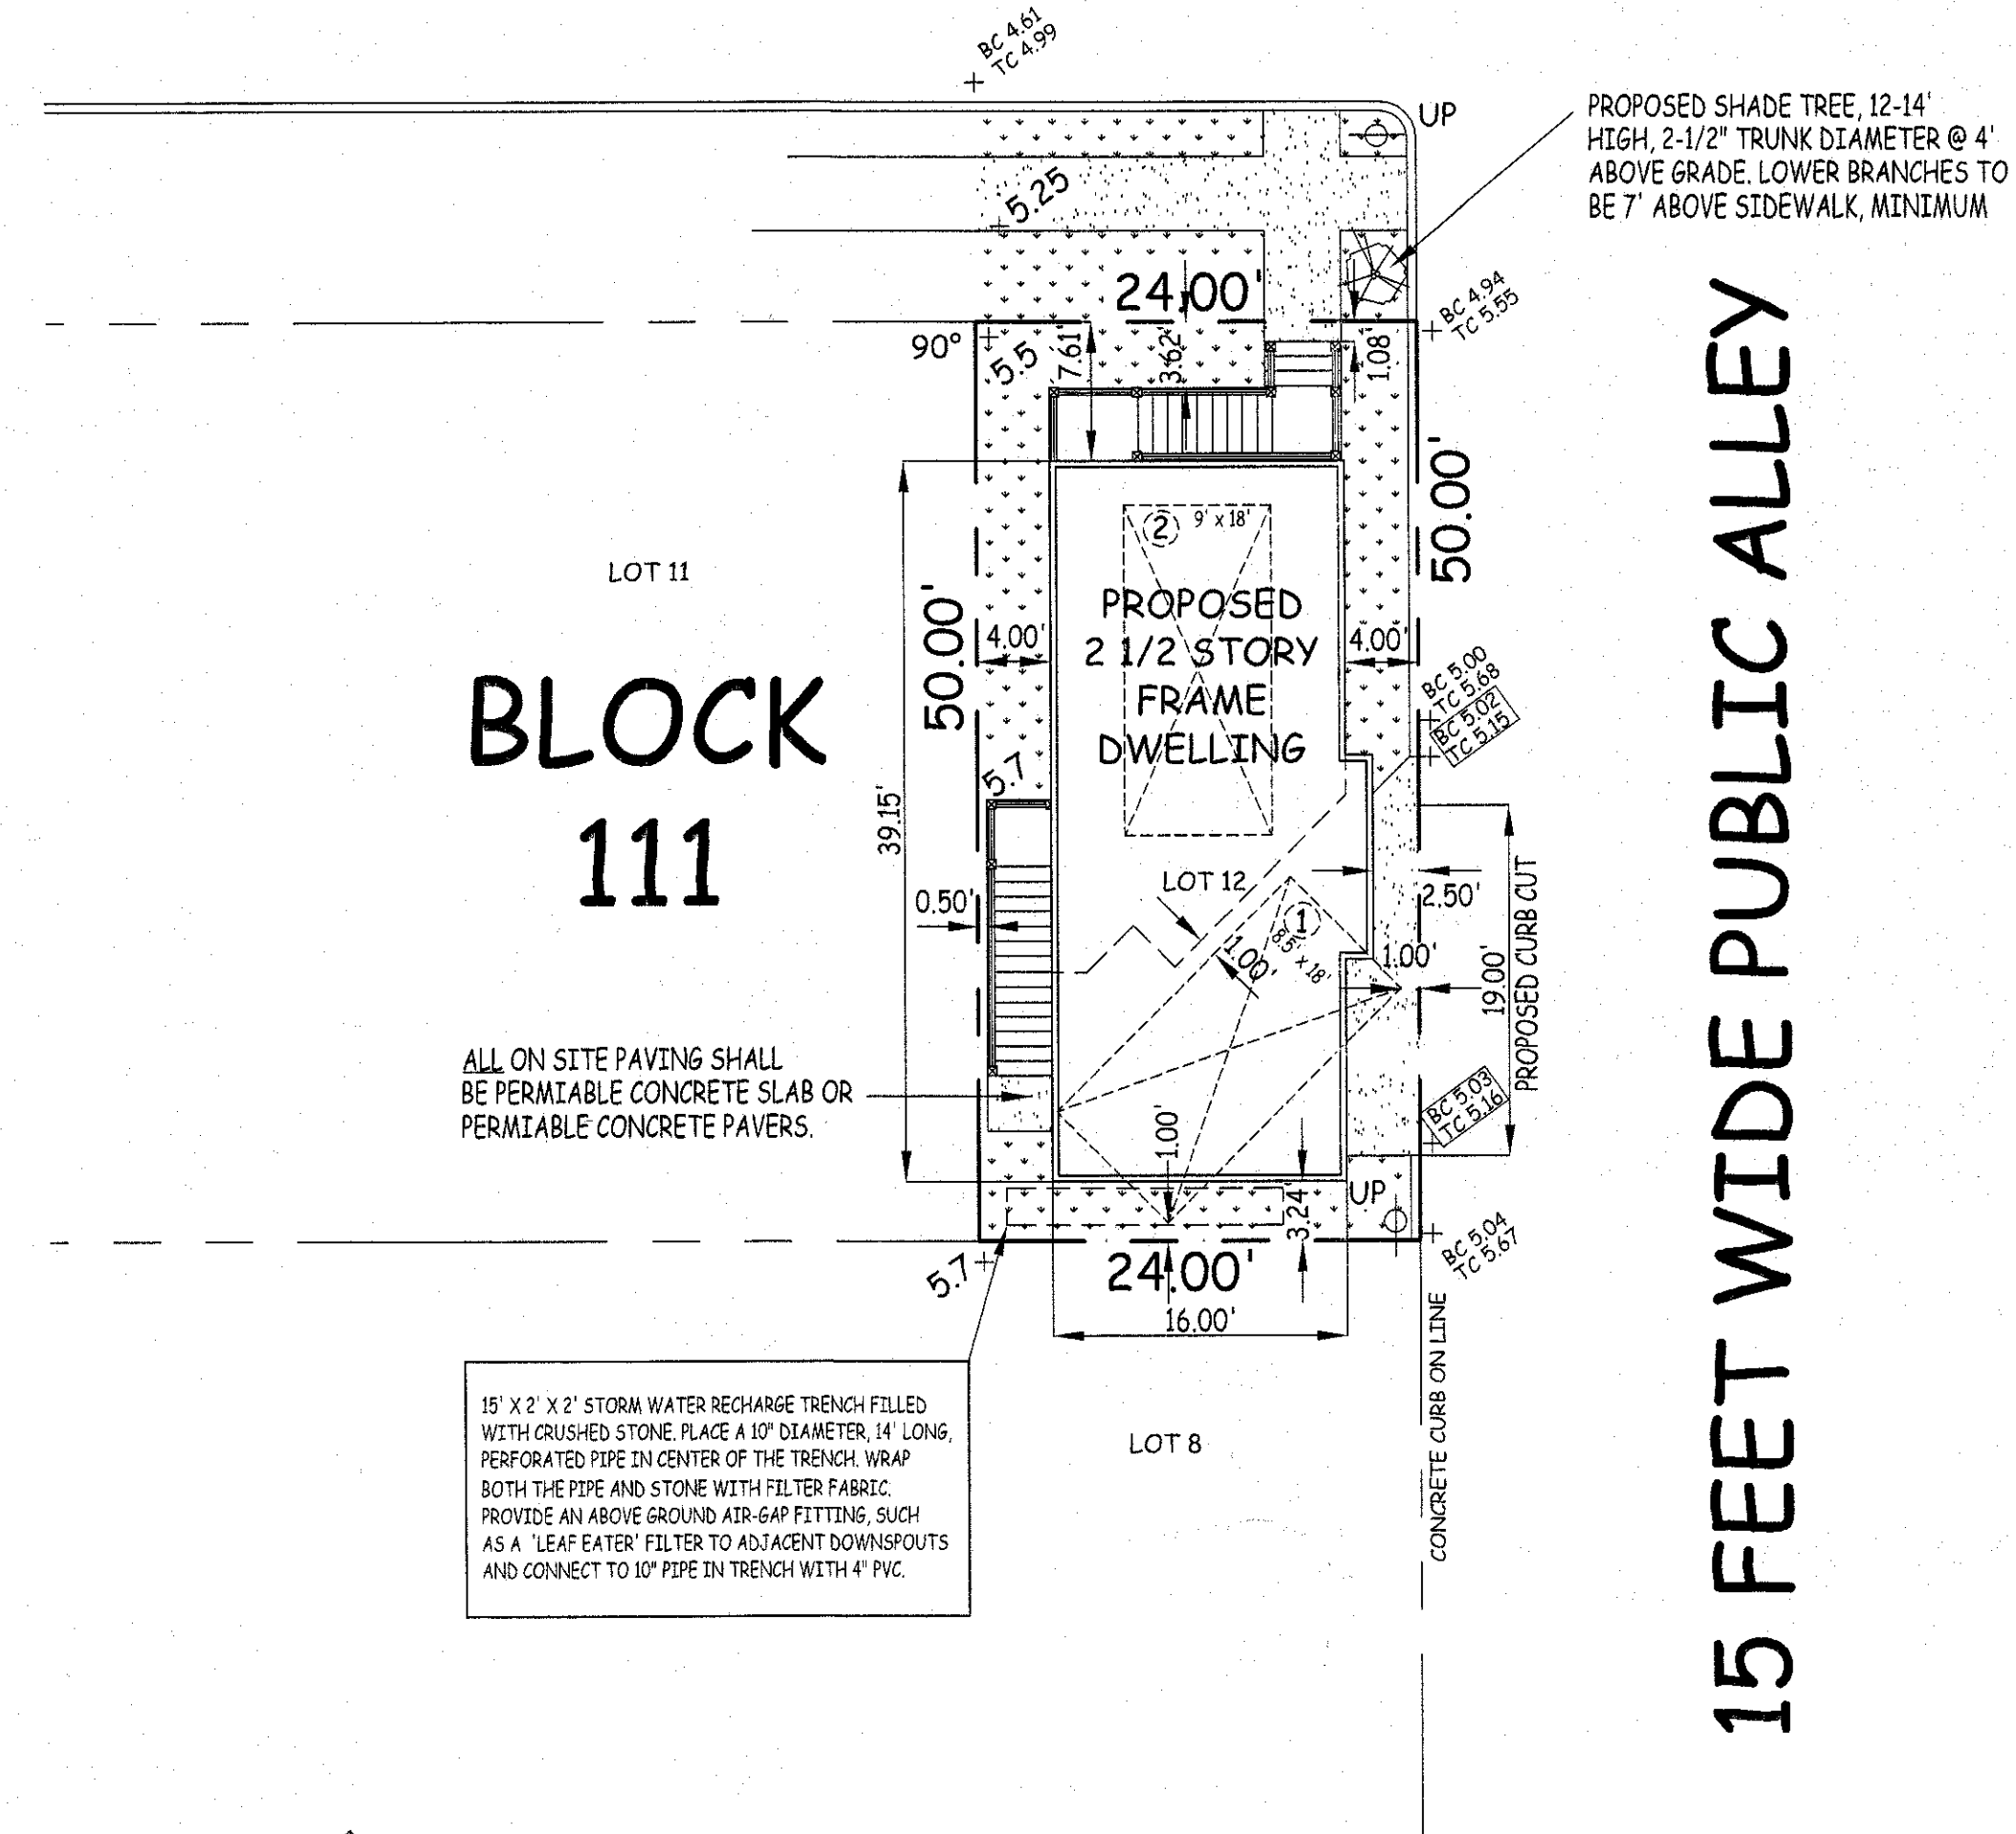 BC 4.61
TC 4.99
UP
PROPOSED SHADE TREE, 12-14'
HIGH, 2-1/2" TRUNK DIAMETER @ 4'
ABOVE GRADE. LOWER BRANCHES TO
BE 7' ABOVE SIDEWALK, MINIMUM
5.25
24.00'
BC 4.94
TC 5.55
90°
5.5
7.61'
3.62'
1.08'
50.00'
2
9' x 18'
LOT 11
PROPOSED
2 1/2 STORY
FRAME
DWELLING
50.00'
4.00'
4.00'
BC 5.00
TC 5.68
BC 5.02
TC 5.15
BLOCK
111
5.7
39.15'
LOT 12
0.50'
2.50'
1
8.5' x 18'
1.00'
1.00'
19.00'
PROPOSED CURB CUT
15 FEET WIDE PUBLIC ALLEY
ALL ON SITE PAVING SHALL
BE PERMIABLE CONCRETE SLAB OR
PERMIABLE CONCRETE PAVERS.
BC 5.03
TC 5.16
1.00'
3.24'
UP
BC 5.04
TC 5.67
5.7
24.00'
16.00'
15' X 2' X 2' STORM WATER RECHARGE TRENCH FILLED
WITH CRUSHED STONE. PLACE A 10" DIAMETER, 14' LONG,
PERFORATED PIPE IN CENTER OF THE TRENCH. WRAP
BOTH THE PIPE AND STONE WITH FILTER FABRIC.
PROVIDE AN ABOVE GROUND AIR-GAP FITTING, SUCH
AS A 'LEAF EATER' FILTER TO ADJACENT DOWNSPOUTS
AND CONNECT TO 10" PIPE IN TRENCH WITH 4" PVC.
LOT 8
CONCRETE CURB ON LINE